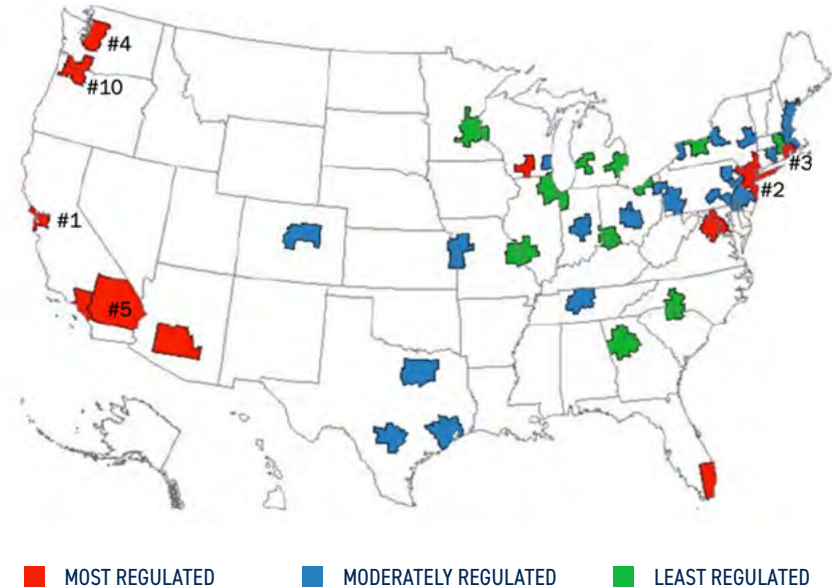 #4
#10
#3
#2
#1
#5
MOST REGULATED
MODERATELY REGULATED
LEAST REGULATED